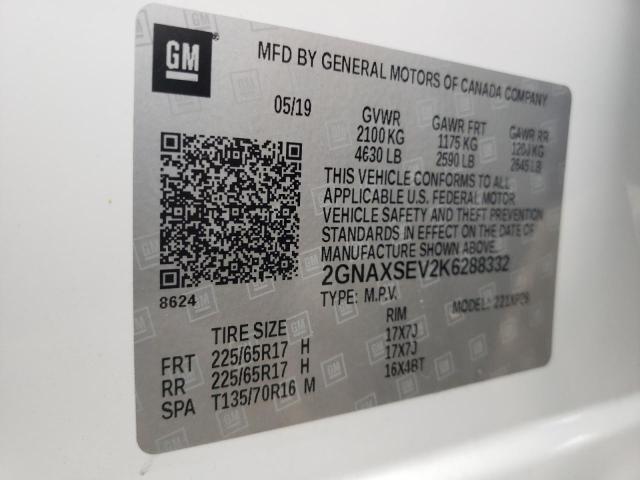 GM
MFD BY GENERAL MOTORS OF CANADA COMPANY
05/19 GVWR GAWR FRT GAWR RR
2100 KG 1175 KG KG
4630 LB 2590 LB 2645 LB
THIS VEHICLE CONFORMS TO ALL
APPLICABLE U.S. FEDERAL MOTOR
VEHICLE SAFETY AND THEFT PREVENTION
STANDARDS IN EFFECT ON THE DATE OF
MANUFACTURE SHOWN ABOVE.
2GNAXSEV2K6288332
8624
TYPE: M.P.V. MODEL:
TIRE SIZE RIM
FRT 225/65R17 H 17X7J
RR 225/65R17 H 17X7J
SPA T135/70R16 M 16X4BT